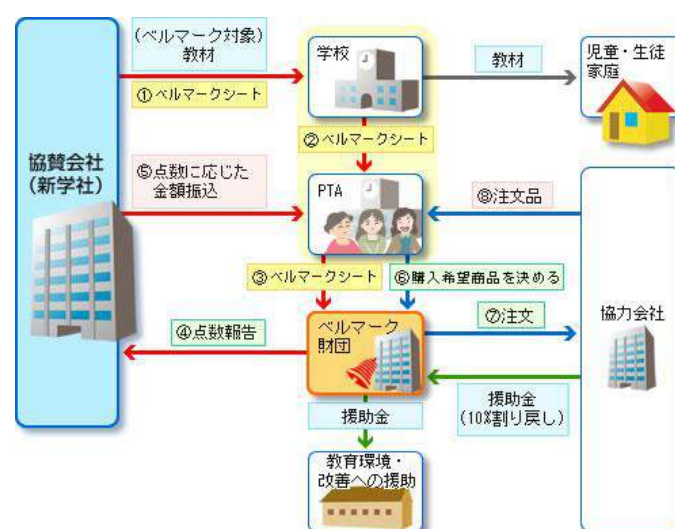 (ベルマーク対象)
教材
①ベルマークシート
学校
教材
児童・生徒
家庭
②ベルマークシート
協賛会社
(新学社)
⑤点数に応じた
金額振込
PTA
⑧注文品
③ベルマークシート
⑥購入希望商品を決める
④点数報告
ベルマーク
財団
⑦注文
協力会社
援助金
援助金
(10%割り戻し)
教育環境・
改善への援助